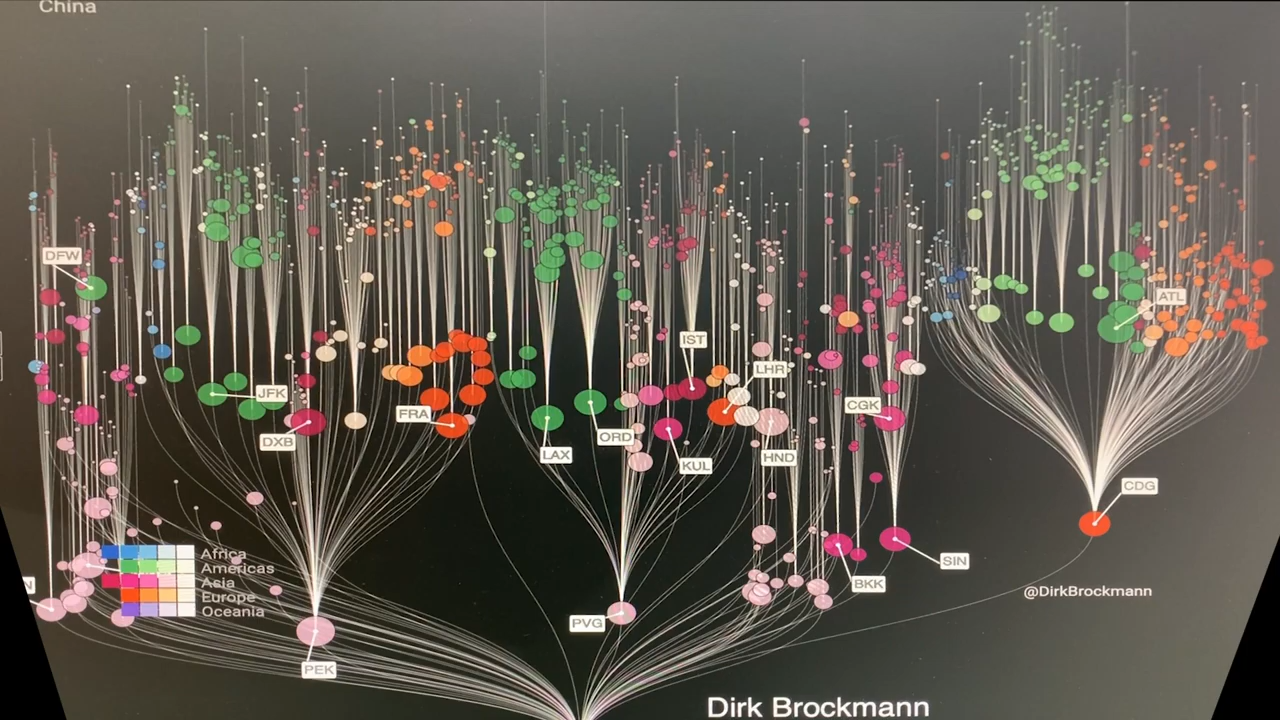 China
DFW
IST
ATL
LHR
JFK
CGK
FRA
DXB
ORD
LAX
HND
KUL
CDG
Africa
Americas
Asia
Europe
Oceania
SIN
BKK
@DirkBrockmann
PVG
PEK
Dirk Brockmann